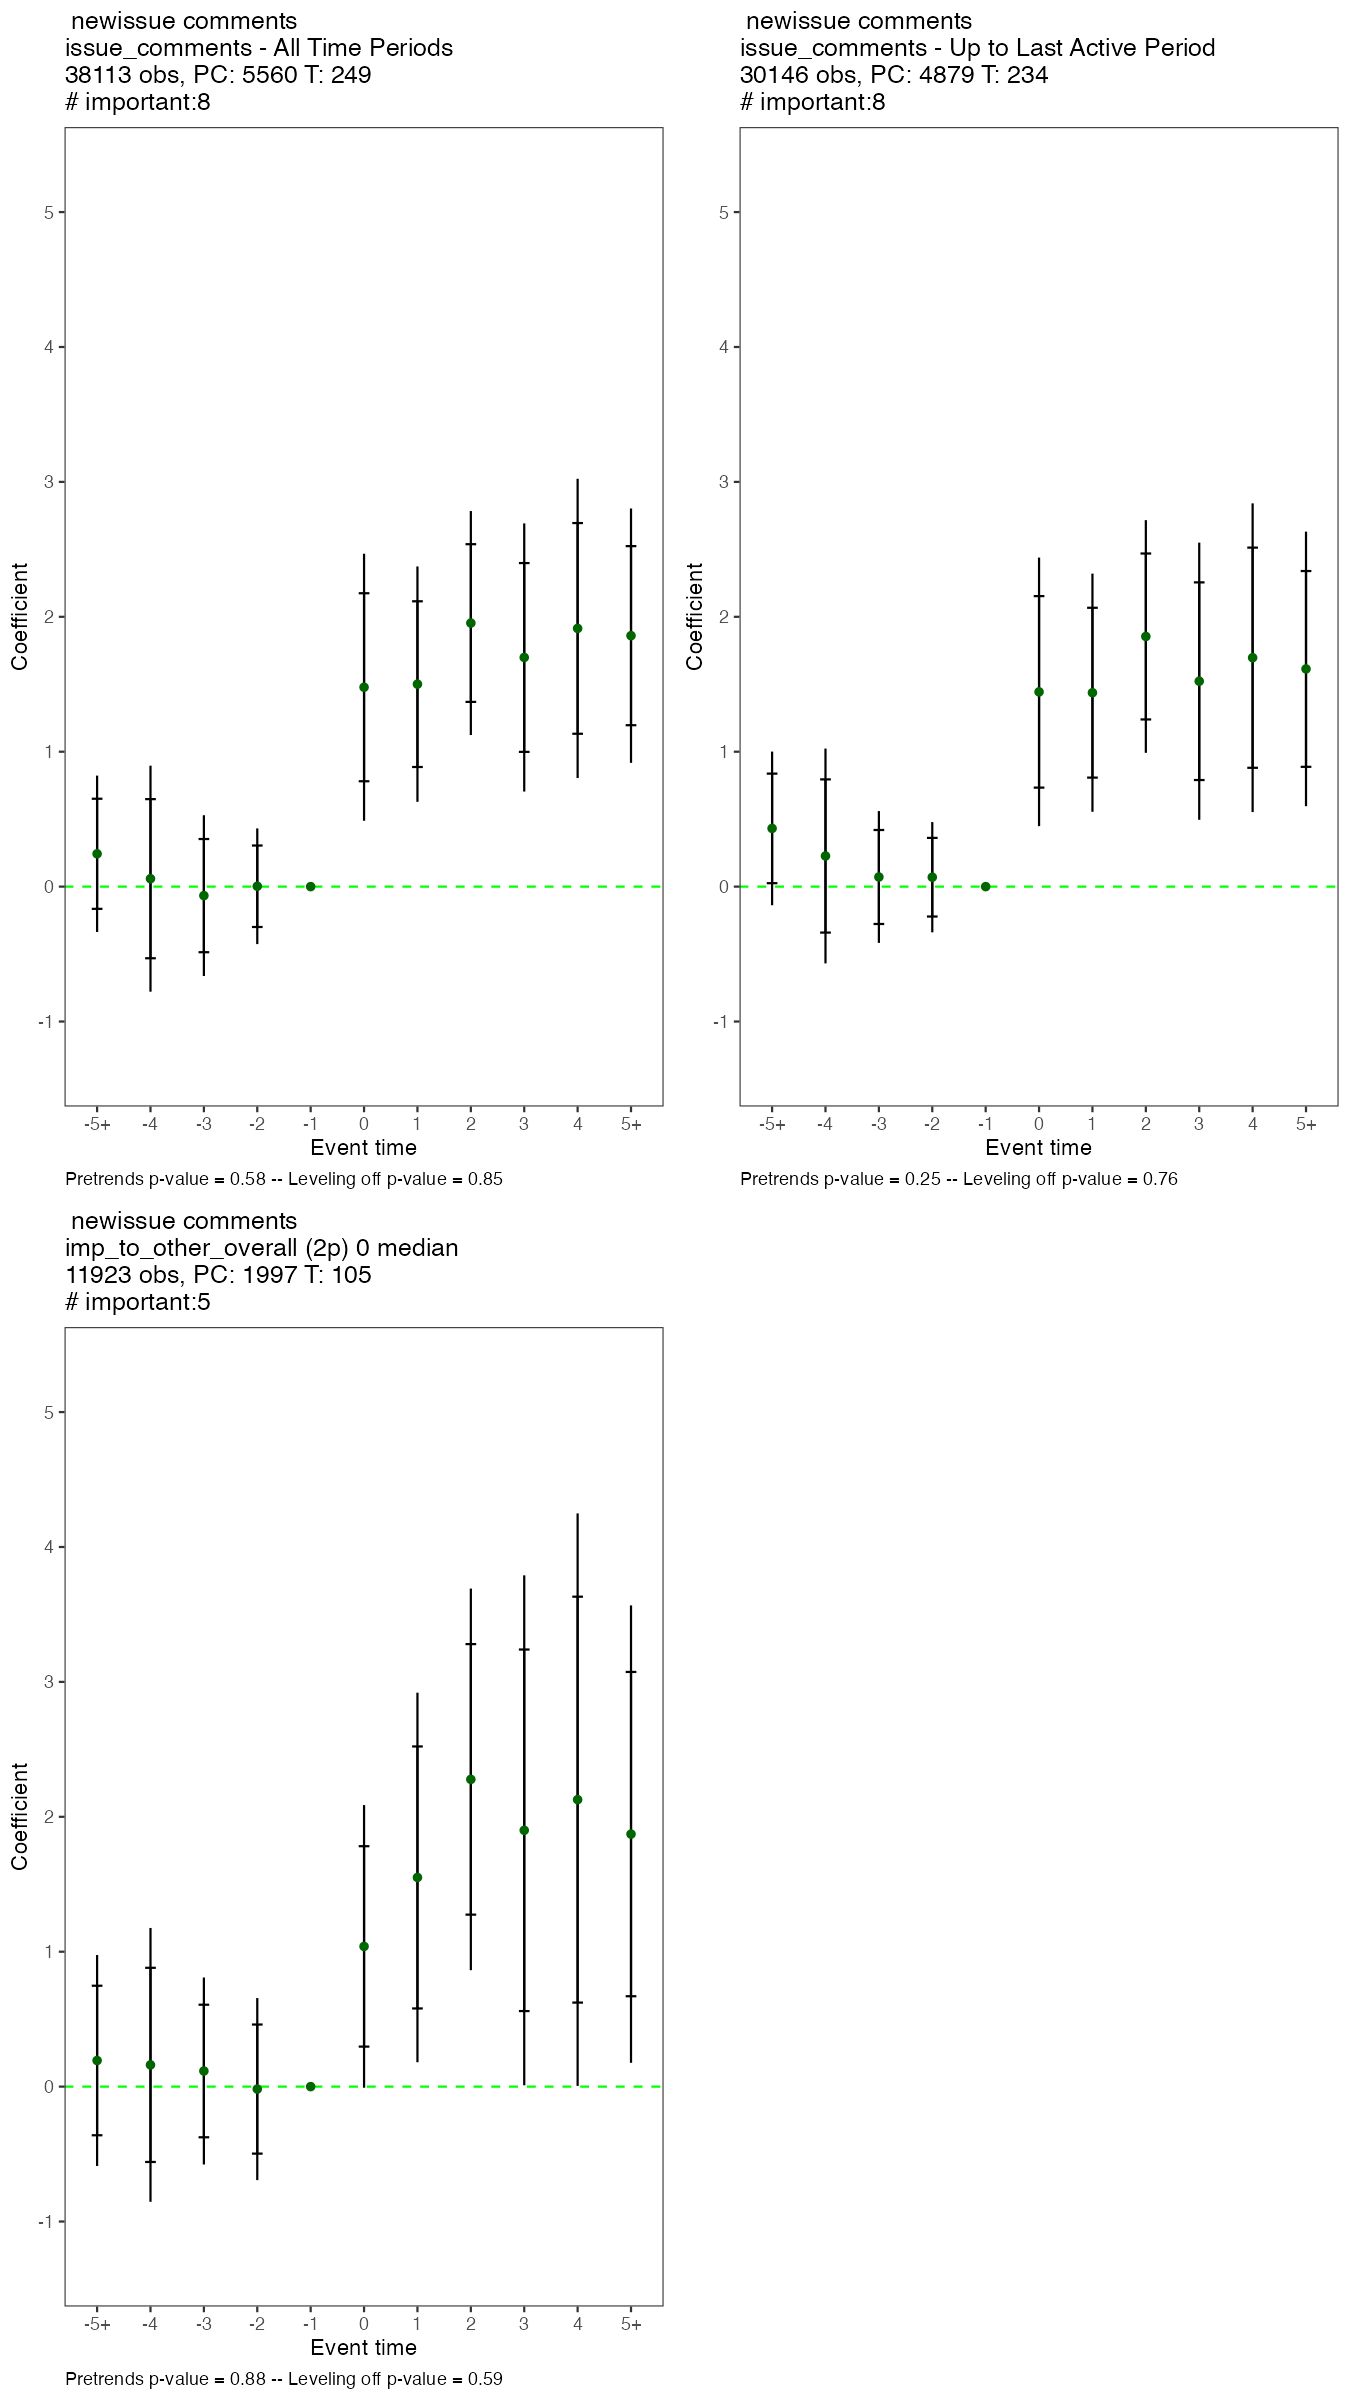 newissue comments
issue_comments - All Time Periods
38113 obs, PC: 5560 T: 249
# important:8
5
4
3
2
1
0
-1
Coefficient
-5+ -4 -3 -2 -1 0 1 2 3 4 5+
Event time
Pretrends p-value = 0.58 -- Leveling off p-value = 0.85
newissue comments
issue_comments - Up to Last Active Period
30146 obs, PC: 4879 T: 234
# important:8
5
4
3
2
1
0
-1
Coefficient
-5+ -4 -3 -2 -1 0 1 2 3 4 5+
Event time
Pretrends p-value = 0.25 -- Leveling off p-value = 0.76
newissue comments
imp_to_other_overall (2p) 0 median
11923 obs, PC: 1997 T: 105
# important:5
5
4
3
2
1
0
-1
Coefficient
-5+ -4 -3 -2 -1 0 1 2 3 4 5+
Event time
Pretrends p-value = 0.88 -- Leveling off p-value = 0.59